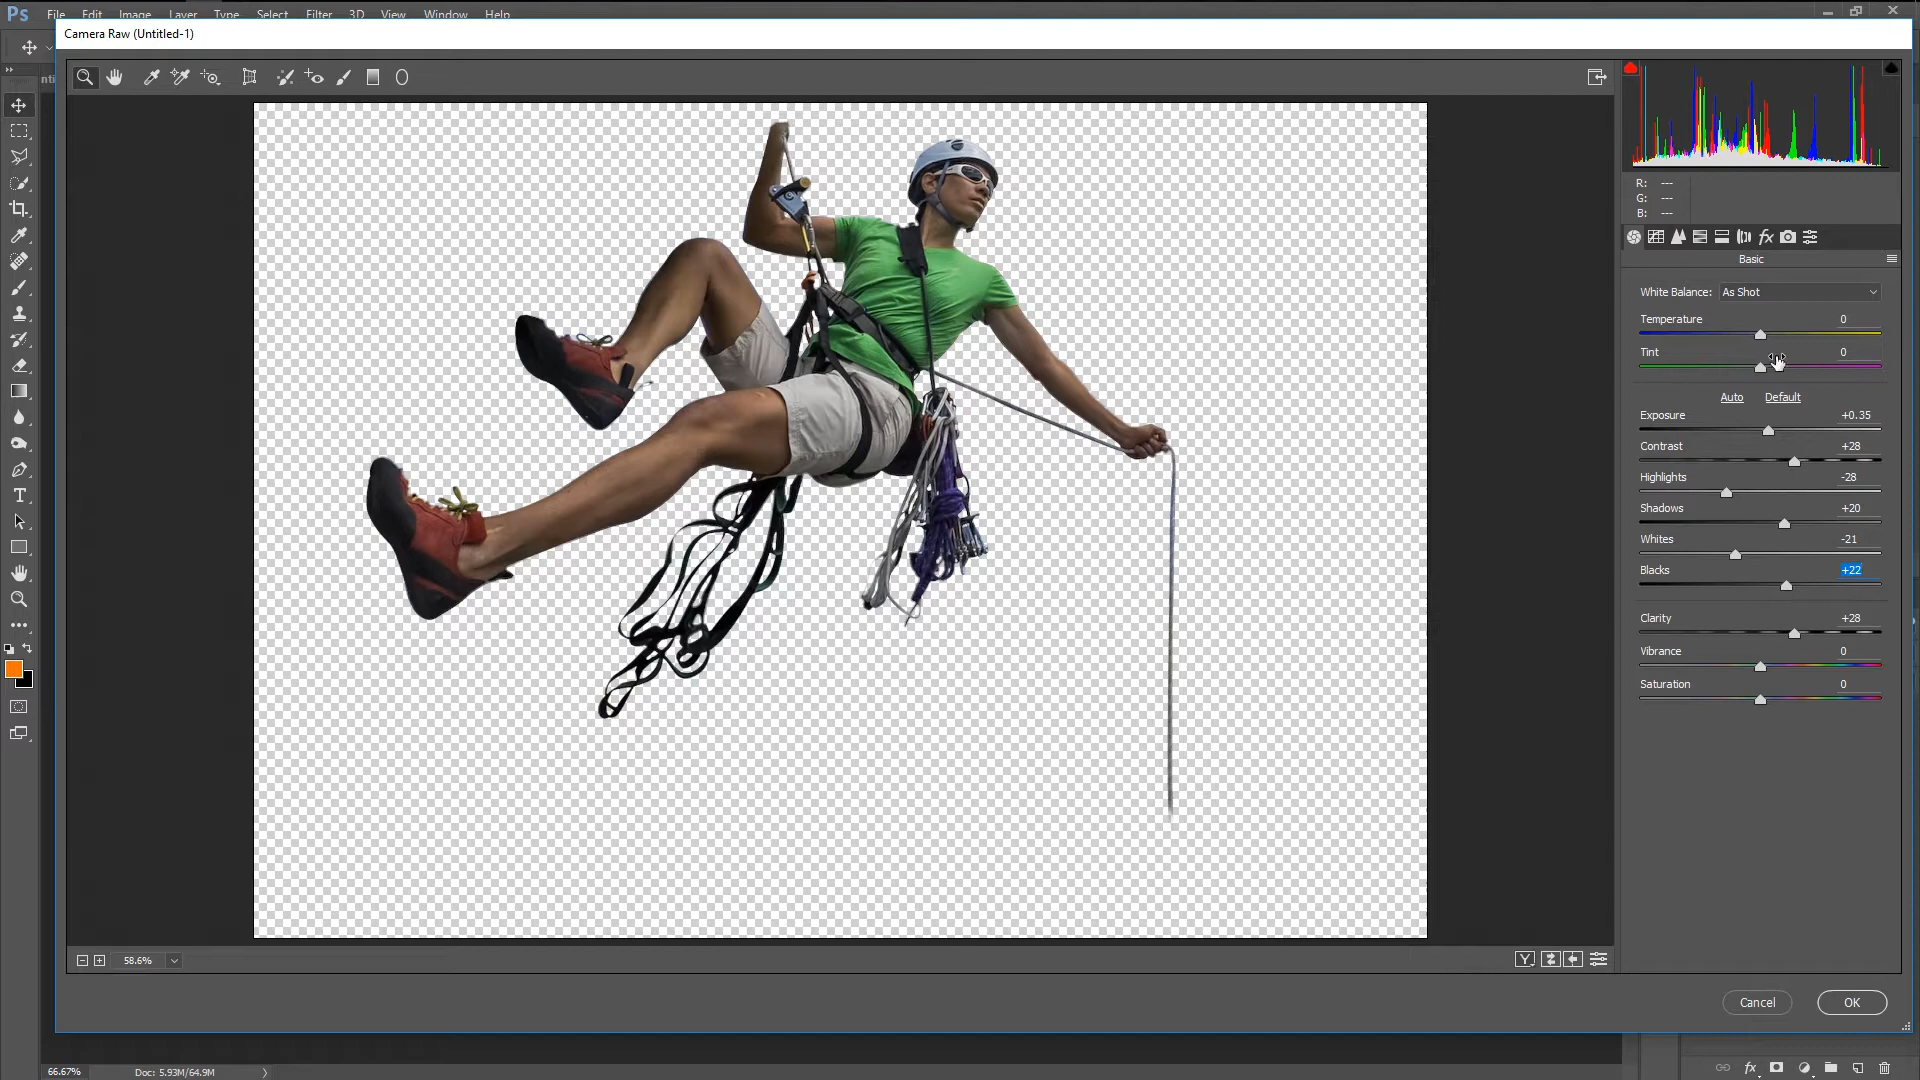 Ps File Edit Image Layer Type Select Filter 3D View Window Help
Camera Raw (Untitled-1)
R: ---
G: ---
B: ---
Basic
White Balance: As Shot
Temperature 0
Tint 0
Auto Default
Exposure +0.35
Contrast +28
Highlights -28
Shadows +20
Whites -21
Blacks +22
Clarity +28
Vibrance 0
Saturation 0
58.6%
Y
Cancel OK
66.67% Doc: 5.93M/64.9M
fx